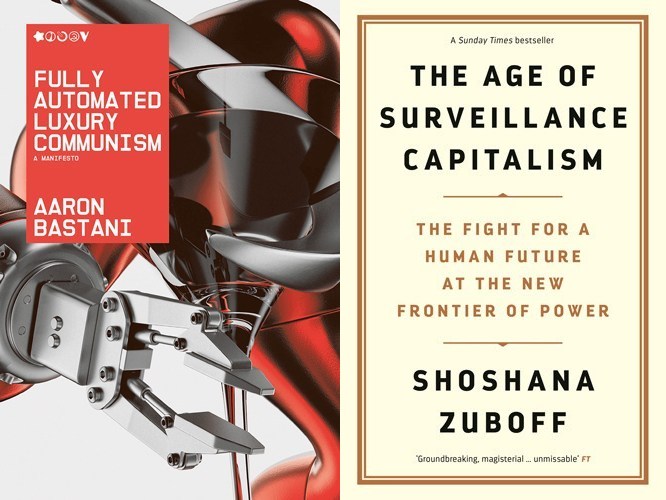 FULLY
AUTOMATED
LUXURY
COMMUNISM
A MANIFESTO
AARON
BASTANI
A Sunday Times bestseller
THE AGE OF
SURVEILLANCE
CAPITALISM
THE FIGHT FOR A
HUMAN FUTURE
AT THE NEW
FRONTIER OF POWER
SHOSHANA
ZUBOFF
'Groundbreaking, magisterial ... unmissable' FT